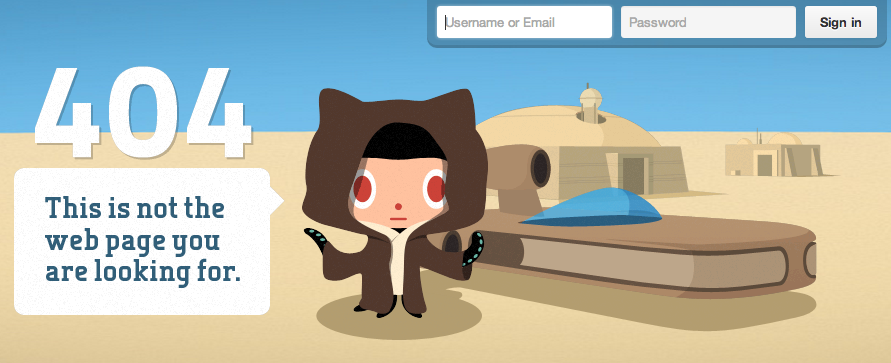 Username or Email
Password
Sign in
404
This is not the
web page you
are looking for.